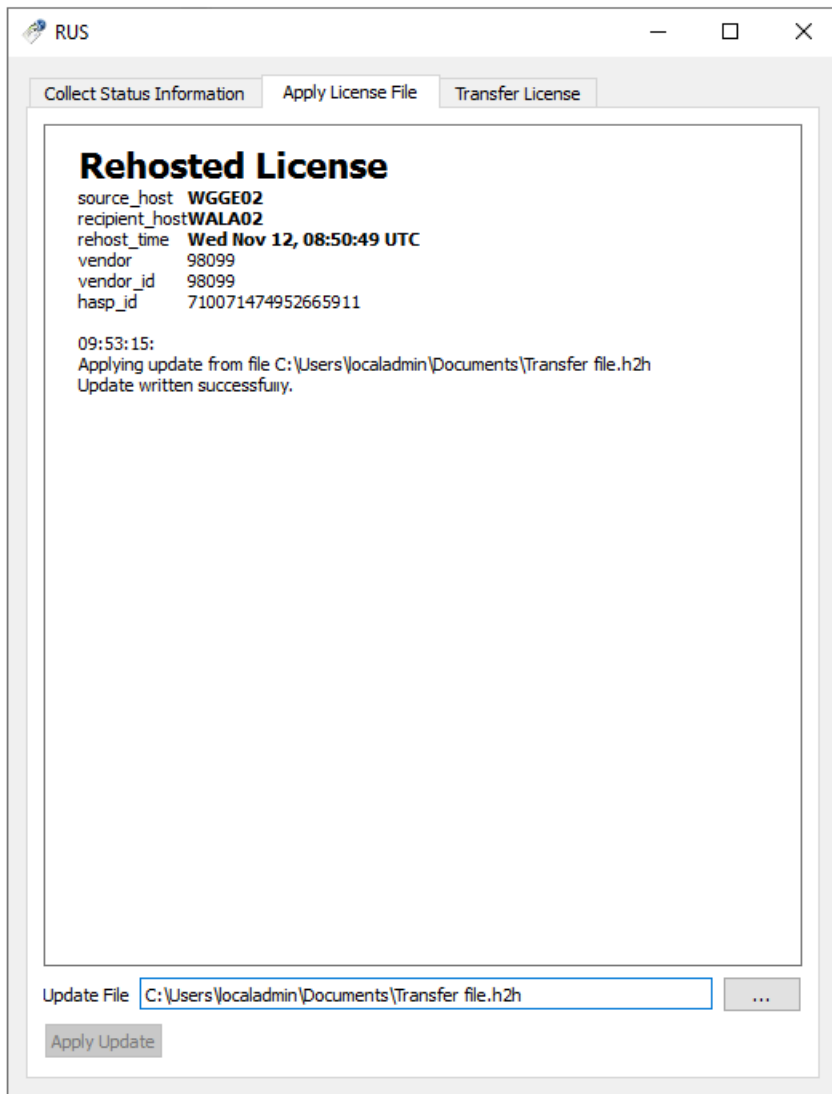 RUS
Collect Status Information Apply License File Transfer License
Rehosted License
source_host WGGE02
recipient_host WALA02
rehost_time Wed Nov 12, 08:50:49 UTC
vendor 98099
vendor_id 98099
hasp_id 710071474952665911
09:53:15:
Applying update from file C:\Users\localadmin\Documents\Transfer file.h2h
Update written successfully.
Update File C:\Users\localadmin\Documents\Transfer file.h2h ...
Apply Update